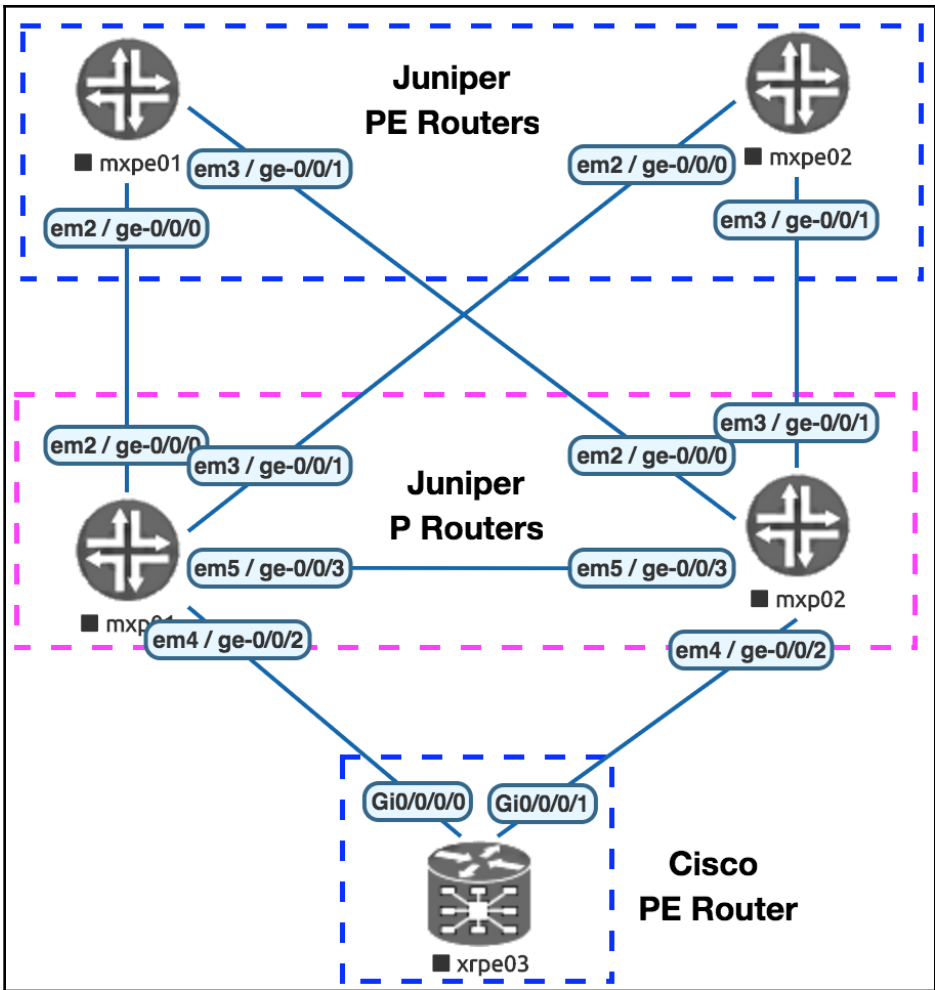 Juniper
PE Routers
mxpe01
em3 / ge-0/0/1
em2 / ge-0/0/0
mxpe02
em2 / ge-0/0/0
em3 / ge-0/0/1
em3 / ge-0/0/1
em2 / ge-0/0/0
em3 / ge-0/0/1
em2 / ge-0/0/0
Juniper
P Routers
em5 / ge-0/0/3
em5 / ge-0/0/3
mxp01
mxp02
em4 / ge-0/0/2
em4 / ge-0/0/2
Gi0/0/0/0
Gi0/0/0/1
Cisco
PE Router
xrpe03